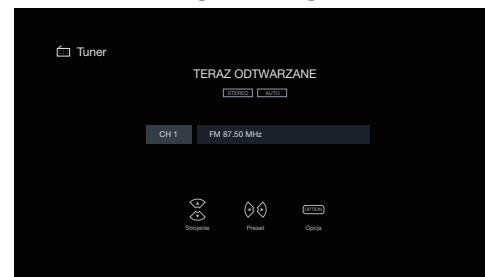 Tuner
TERAZ ODTWARZANE
STEREO AUTO
CH 1 FM 87.50 MHz
OPTION
Strojenie Preset Opcja